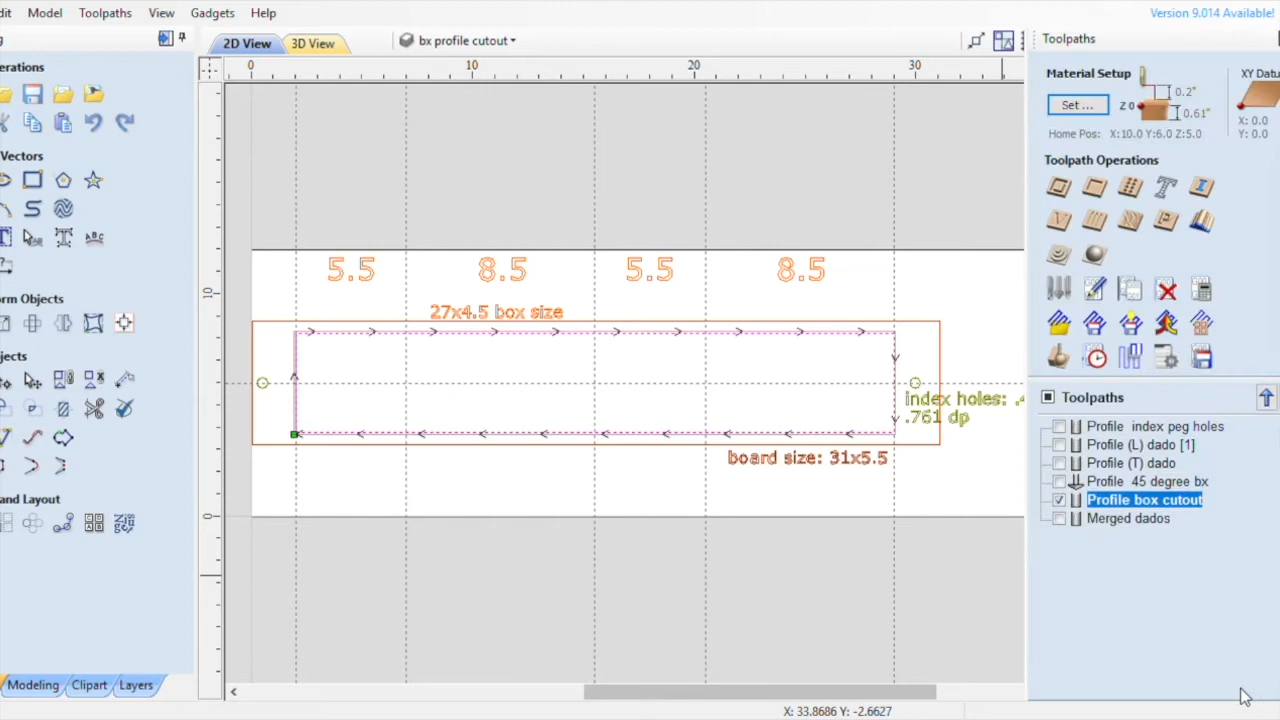 dit Model Toolpaths View Gadgets Help
Version 9.014 Available!
g
2D View 3D View bx profile cutout
Toolpaths
erations
0 10 20 30
Material Setup
XY Datu
0.2"
Set ...
Z 0
0.61"
X: 0.0
Y: 0.0
Home Pos: X:10.0 Y:6.0 Z:5.0
Vectors
Toolpath Operations
5.5 8.5 5.5 8.5
10
27x4.5 box size
orm Objects
bjects
index holes: .4
.761 dp
Toolpaths
Profile index peg holes
Profile (L) dado [1]
Profile (T) dado
board size: 31x5.5
Profile 45 degree bx
Profile box cutout
and Layout
0
Merged dados
Modeling Clipart Layers
X: 33.8686 Y: -2.6627